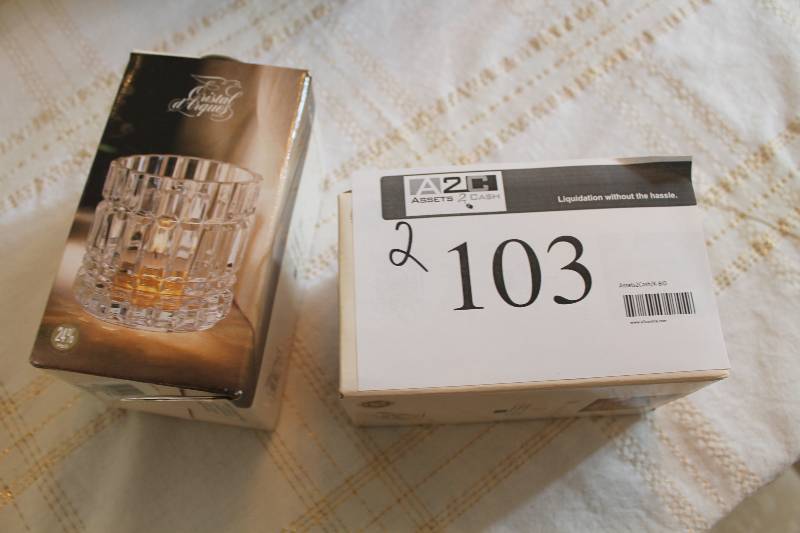 Cristal
d'Arques
24%
A2C
ASSETS 2 CASH
Liquidation without the hassle.
2
103